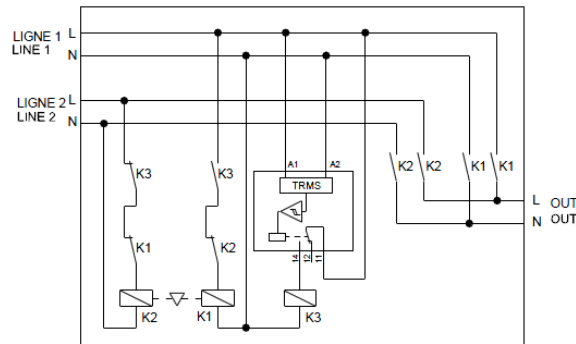 LIGNE 1 L
LINE 1 N
LIGNE 2 L
LINE 2 N
A1 A2
K2 K2 K1 K1
K3 K3
TRMS
L OUT
N OUT
K1 K2
14 12 11
K2 K1 K3